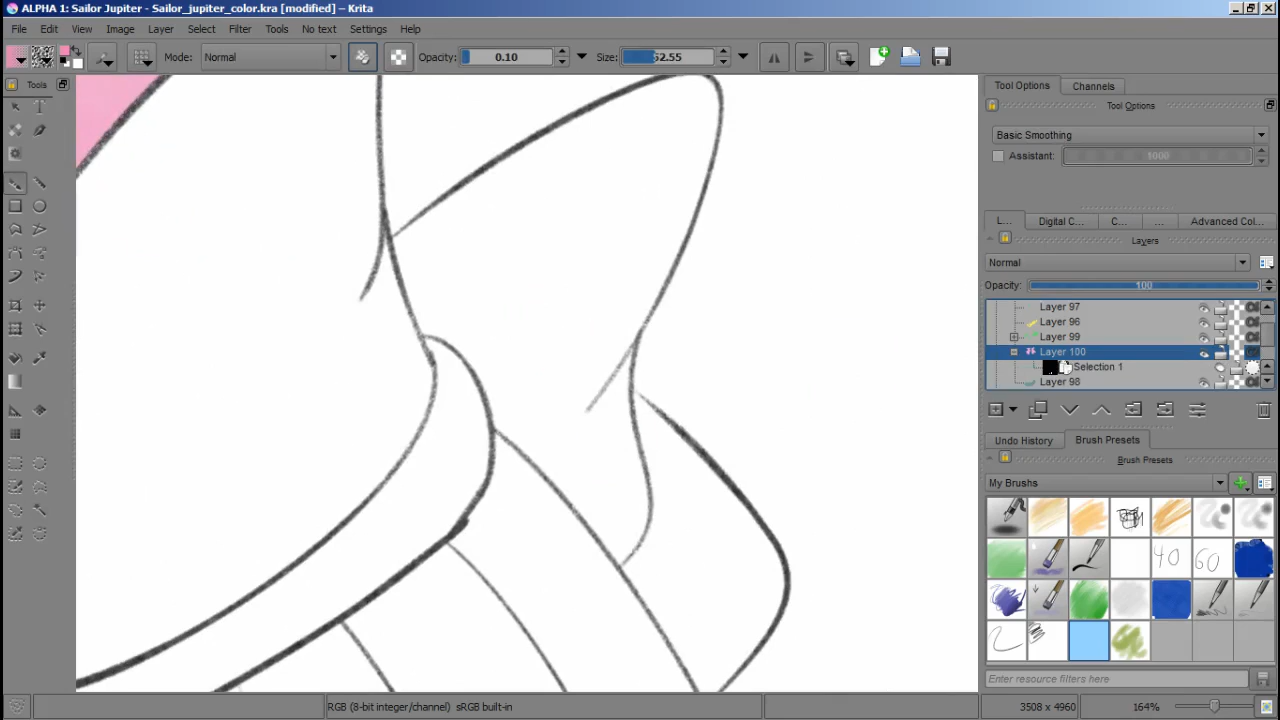 ALPHA 1: Sailor Jupiter - Sailor_jupiter_color.kra [modified] – Krita
File Edit View Image Layer Select Filter Tools No text Settings Help
Mode: Normal Opacity: 0.10 Size:
Tools
Tool Options Channels
Tool Options
Basic Smoothing
Assistant: 1000
L... Digital C... C... ... Advanced Col...
Layers
Normal
Opacity: 100
Layer 97
Layer 96
Layer 99
Layer 100
Selection 1
Layer 98
Undo History Brush Presets
Brush Presets
My Brushes
40 60
Enter resource filters here
RGB (8-bit integer/channel) sRGB built-in 3508 x 4960 164%